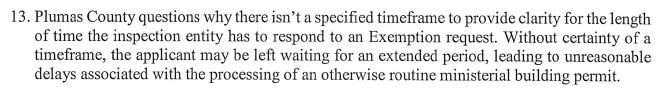 13. Plumas County questions why there isn't a specified timeframe to provide clarity for the length
of time the inspection entity has to respond to an Exemption request. Without certainty of a
timeframe, the applicant may be left waiting for an extended period, leading to unreasonable
delays associated with the processing of an otherwise routine ministerial building permit.